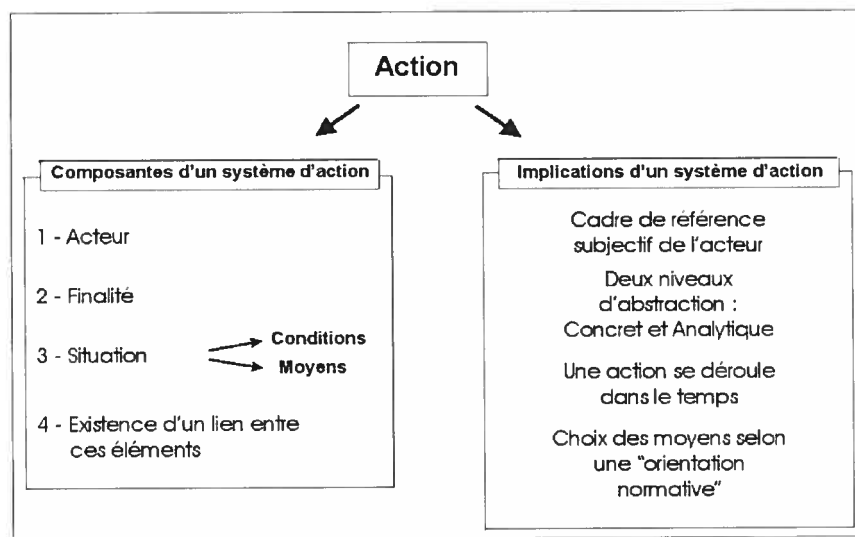 Action
Composantes d'un système d'action
1 - Acteur
2 - Finalité
3 - Situation
Conditions
Moyens
4 - Existence d'un lien entre
ces éléments
Implications d'un système d'action
Cadre de référence
subjectif de l'acteur
Deux niveaux
d'abstraction :
Concret et Analytique
Une action se déroule
dans le temps
Choix des moyens selon
une "orientation
normative"